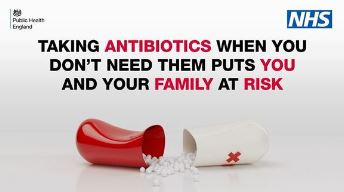 Public Health
England
NHS
TAKING ANTIBIOTICS WHEN YOU
DON'T NEED THEM PUTS YOU
AND YOUR FAMILY AT RISK